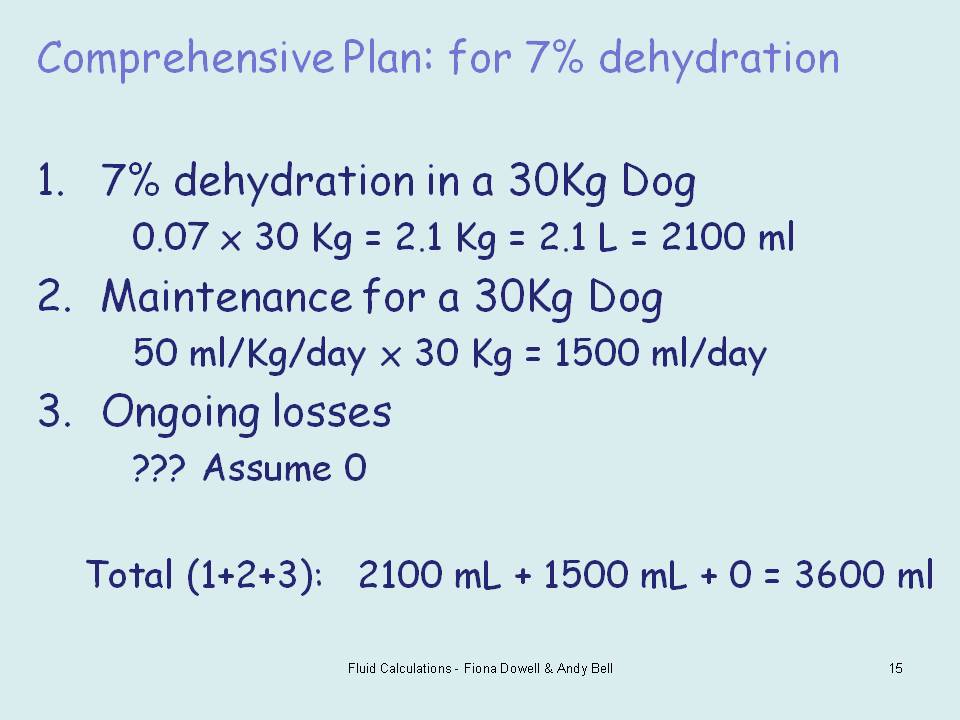 Comprehensive Plan: for 7% dehydration
1. 7% dehydration in a 30Kg Dog
0.07 x 30 Kg = 2.1 Kg = 2.1 L = 2100 ml
2. Maintenance for a 30Kg Dog
50 ml/Kg/day x 30 Kg = 1500 ml/day
3. Ongoing losses
??? Assume 0
Total (1+2+3): 2100 mL + 1500 mL + 0 = 3600 ml
Fluid Calculations - Fiona Dowell & Andy Bell 15